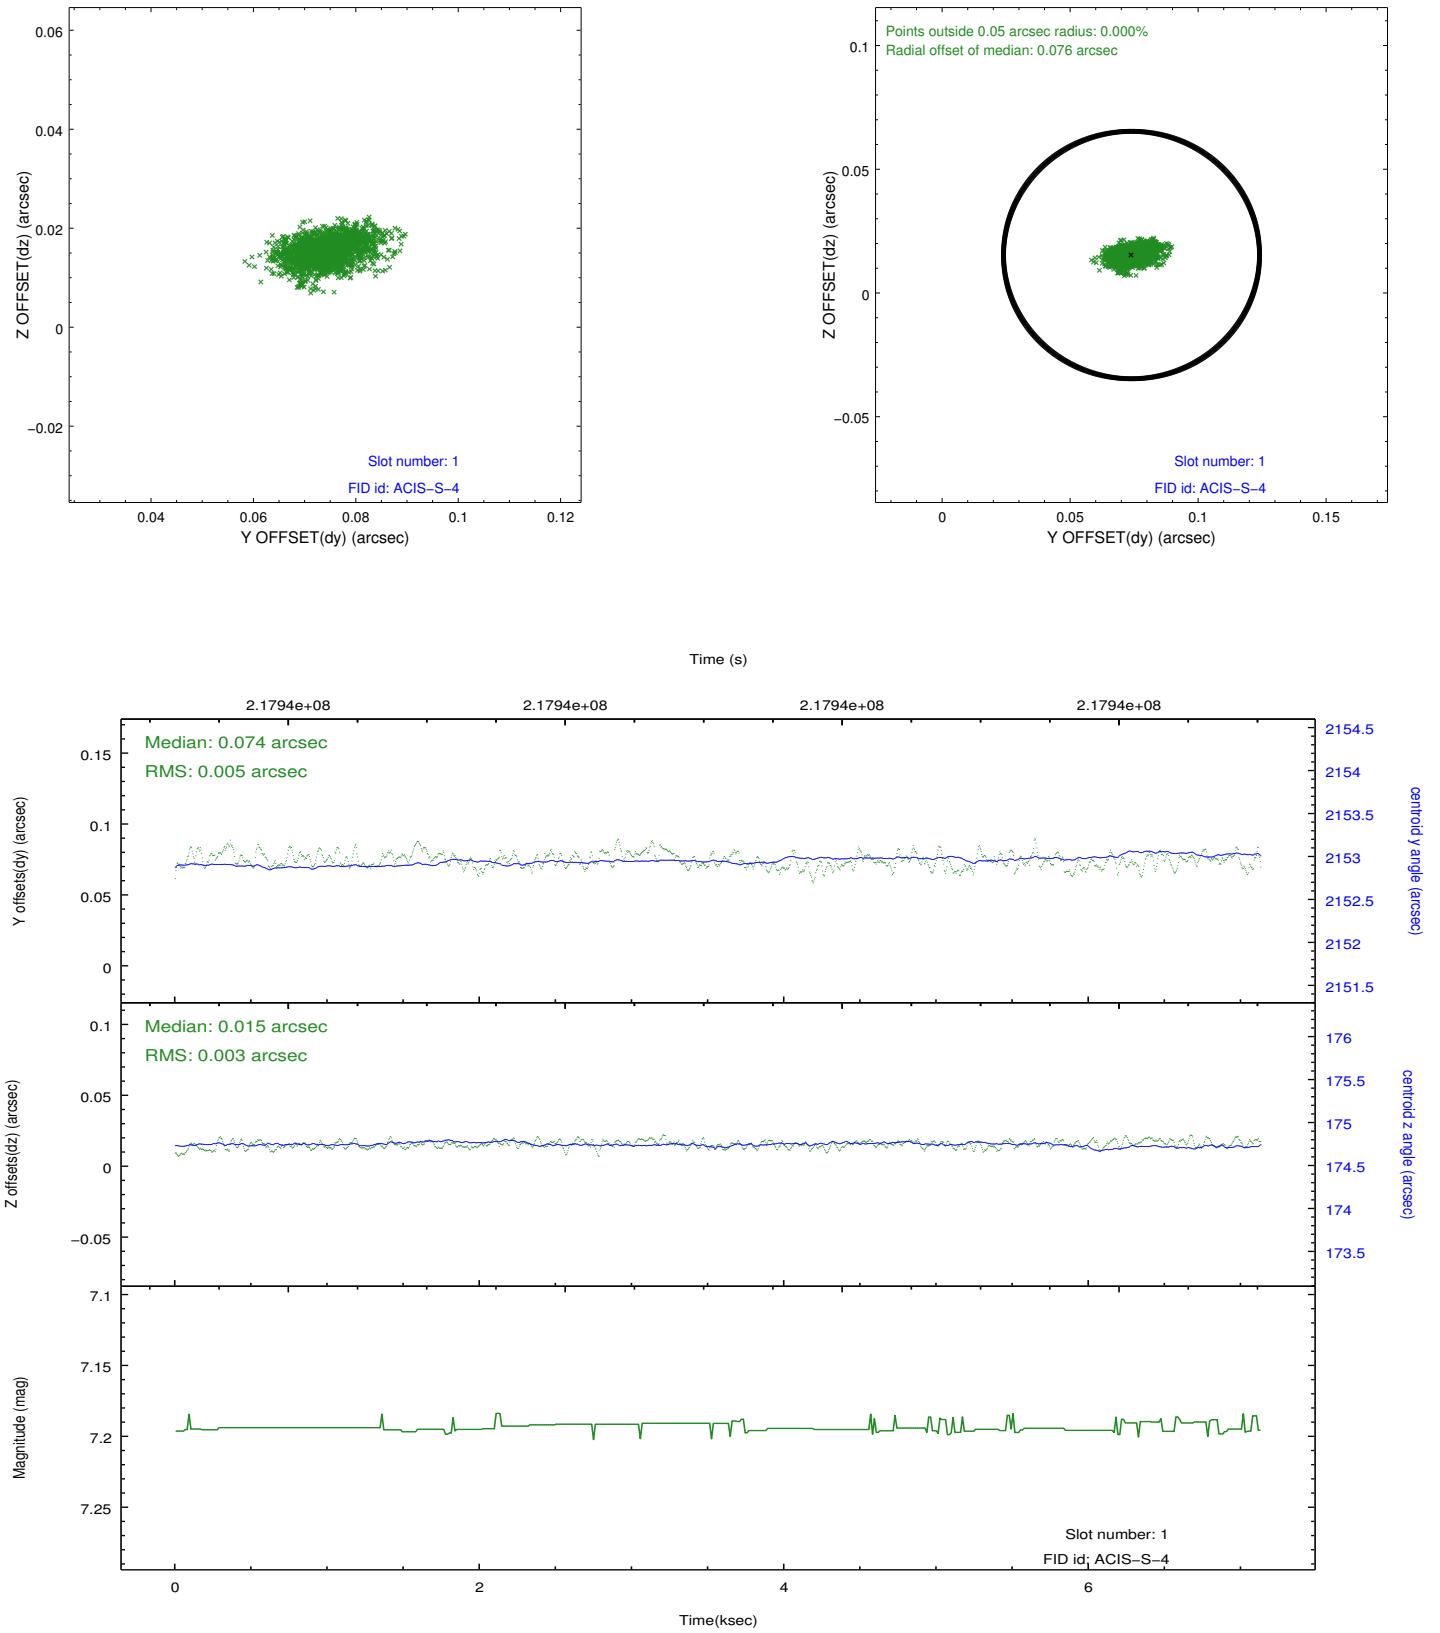 0.06
0.04
0.02
0
−0.02
Z OFFSET(dz) (arcsec)
Slot number: 1
FID id: ACIS−S−4
0.04 0.06 0.08 0.1 0.12
Y OFFSET(dy) (arcsec)
Points outside 0.05 arcsec radius: 0.000%
Radial offset of median: 0.076 arcsec
0.1
0.05
0
−0.05
Z OFFSET(dz) (arcsec)
Slot number: 1
FID id: ACIS−S−4
0 0.05 0.1 0.15
Y OFFSET(dy) (arcsec)
Time (s)
2.1794e+08 2.1794e+08 2.1794e+08 2.1794e+08
Median: 0.074 arcsec
RMS: 0.005 arcsec
0.15
0.1
0.05
0
Y offsets(dy) (arcsec)
2154.5
2154
2153.5
2153
2152.5
2152
2151.5
centroid y angle (arcsec)
Median: 0.015 arcsec
RMS: 0.003 arcsec
0.1
0.05
0
−0.05
Z offsets(dz) (arcsec)
176
175.5
175
174.5
174
173.5
centroid z angle (arcsec)
7.1
7.15
7.2
7.25
Magnitude (mag)
Slot number: 1
FID id: ACIS−S−4
0 2 4 6
Time(ksec)